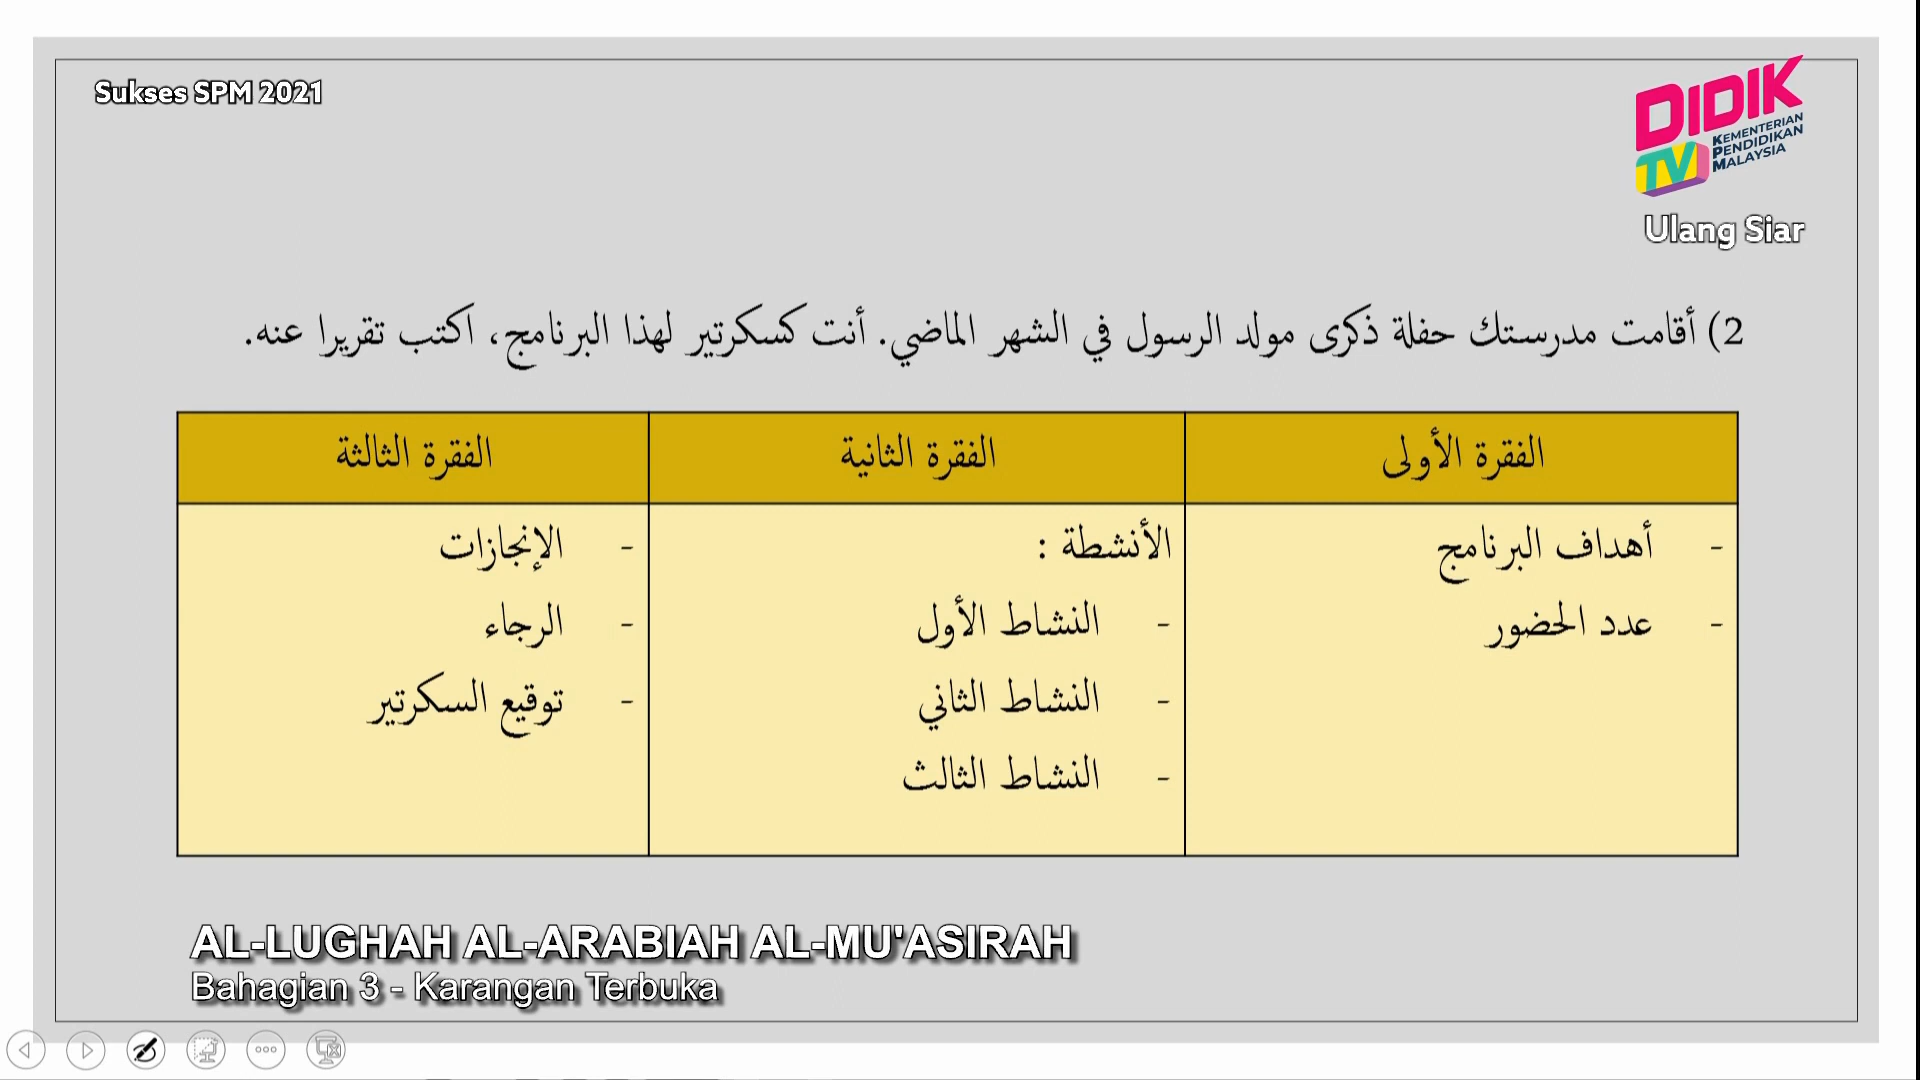 Sukses SPM 2021
DIDIK
TV
KEMENTERIAN
PENDIDIKAN
MALAYSIA
Ulang Siar
2) أقامت مدرستك حفلة ذكرى مولد الرسول في الشهر الماضي. أنت كسكرتير لهذا البرنامج، اكتب تقريرا عنه.
الفقرة الأولى
الفقرة الثانية
الفقرة الثالثة
- أهداف البرنامج
- عدد الحضور
الأنشطة :
- النشاط الأول
- النشاط الثاني
- النشاط الثالث
- الإنجازات
- الرجاء
- توقيع السكرتير
AL-LUGHAH AL-ARABIAH AL-MU'ASIRAH
Bahagian 3 - Karangan Terbuka